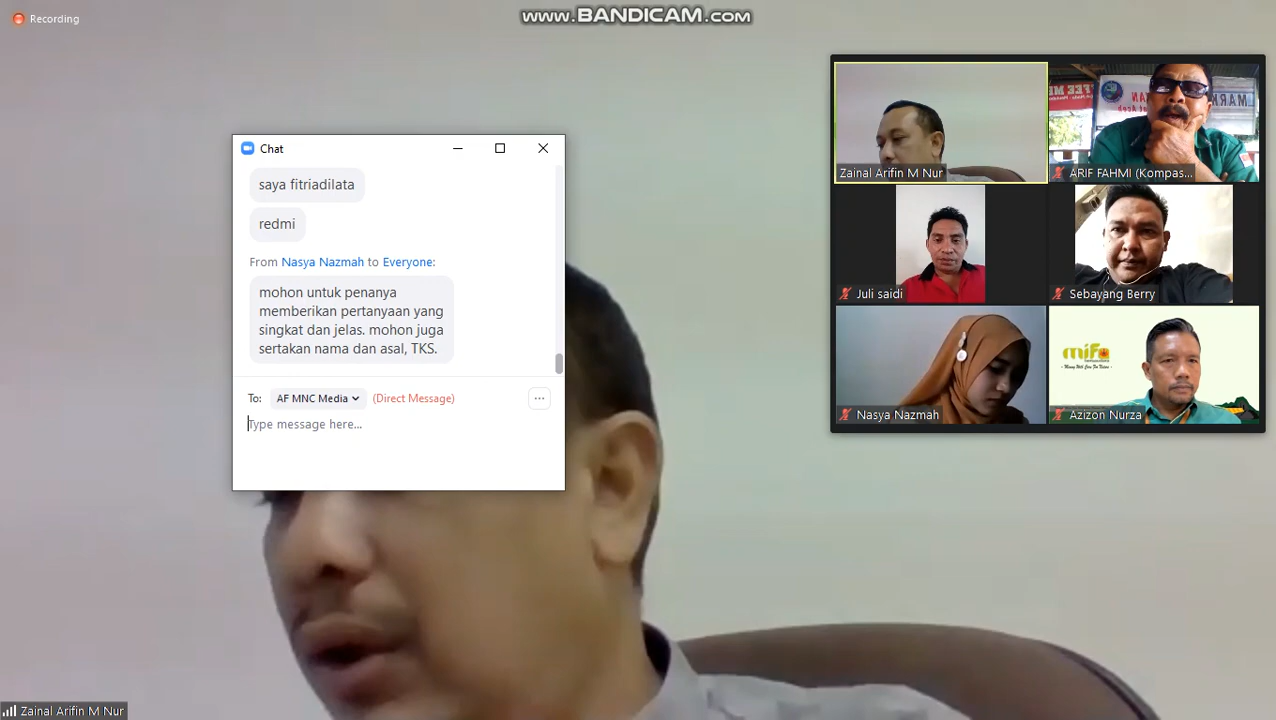 Recording
WWW.BANDICAM.COM
Chat
saya fitriadilata
redmi
From Nasya Nazmah to Everyone:
mohon untuk penanya
memberikan pertanyaan yang
singkat dan jelas. mohon juga
sertakan nama dan asal, TKS.
To: AF MNC Media (Direct Message)
Type message here...
Zainal Arifin M Nur
ARIF FAHMI (Kompas...
Juli saidi
Sebayang Berry
Nasya Nazmah
mifa
Azizon Nurza
Zainal Arifin M Nur